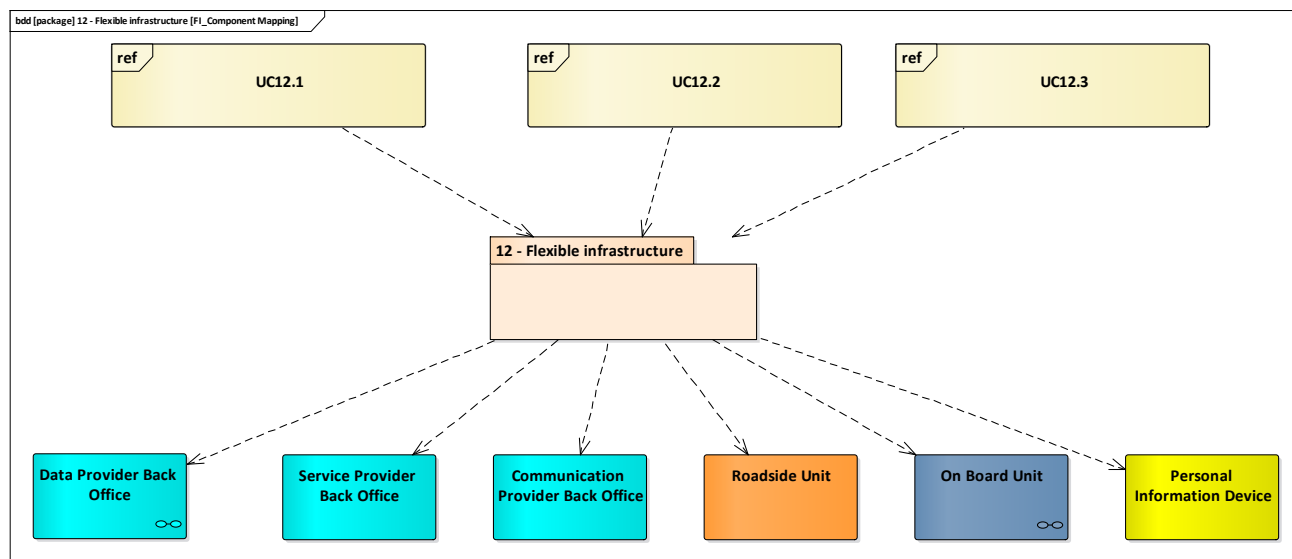 bdd [package] 12 - Flexible infrastructure [FI_Component Mapping]
ref
UC12.1
ref
UC12.2
ref
UC12.3
12 - Flexible infrastructure
Data Provider Back
Office
Service Provider
Back Office
Communication
Provider Back Office
Roadside Unit
On Board Unit
Personal
Information Device